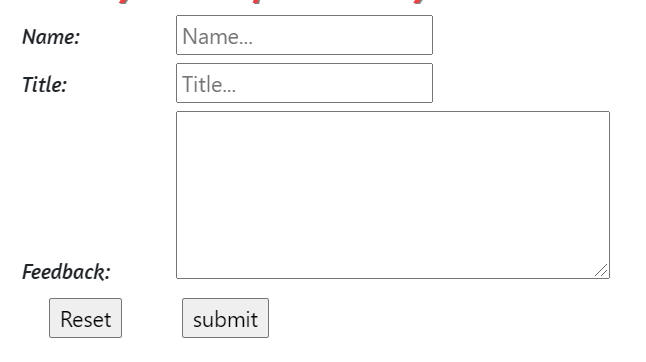 Name: Name...
Title: Title...
Feedback:
Reset submit